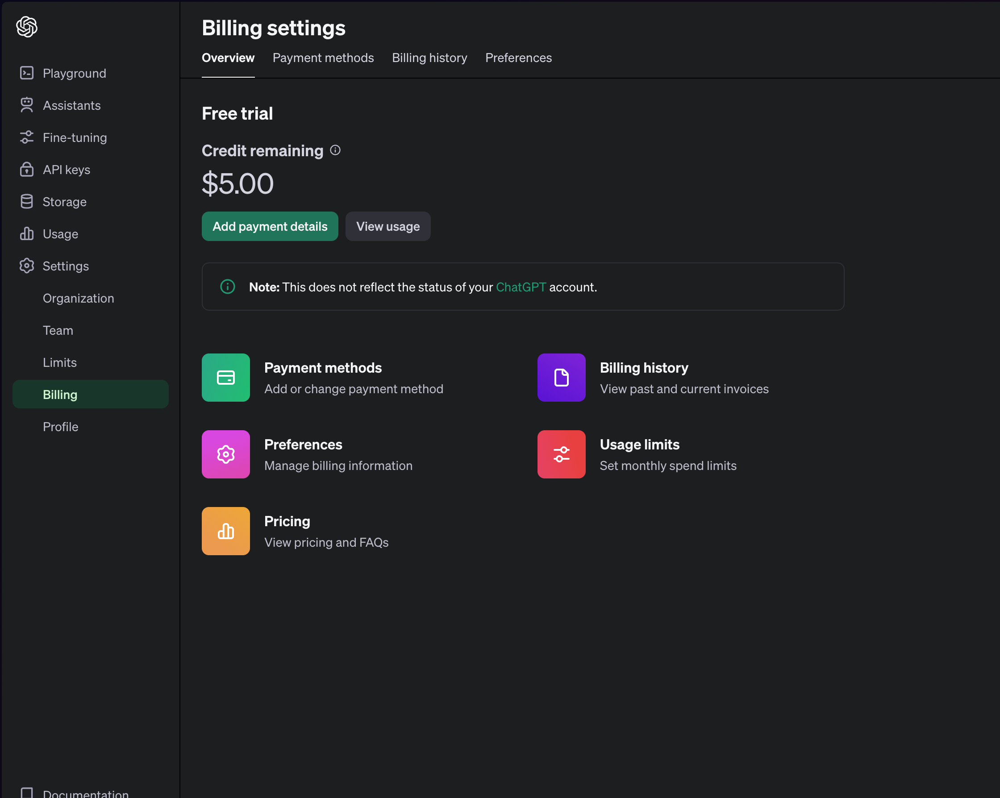 Playground
Assistants
Fine-tuning
API keys
Storage
Usage
Settings
Organization
Team
Limits
Billing
Profile
Documentation
Billing settings
Overview Payment methods Billing history Preferences
Free trial
Credit remaining
$5.00
Add payment details View usage
Note: This does not reflect the status of your ChatGPT account.
Payment methods
Add or change payment method
Billing history
View past and current invoices
Preferences
Manage billing information
Usage limits
Set monthly spend limits
Pricing
View pricing and FAQs